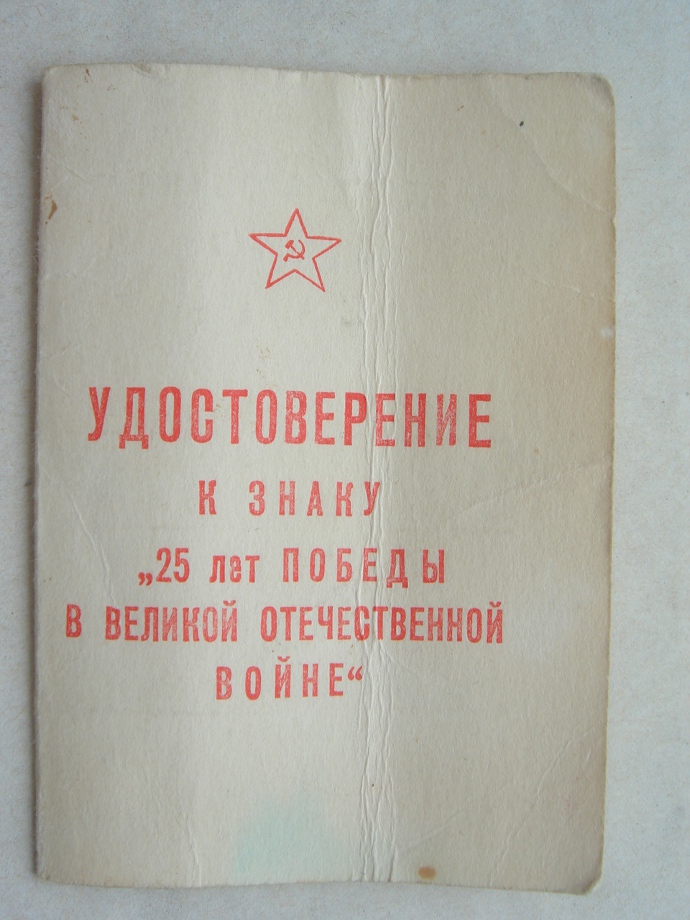 УДОСТОВЕРЕНИЕ
К ЗНАКУ
„25 лет ПОБЕДЫ
В ВЕЛИКОЙ ОТЕЧЕСТВЕННОЙ
ВОЙНЕ“